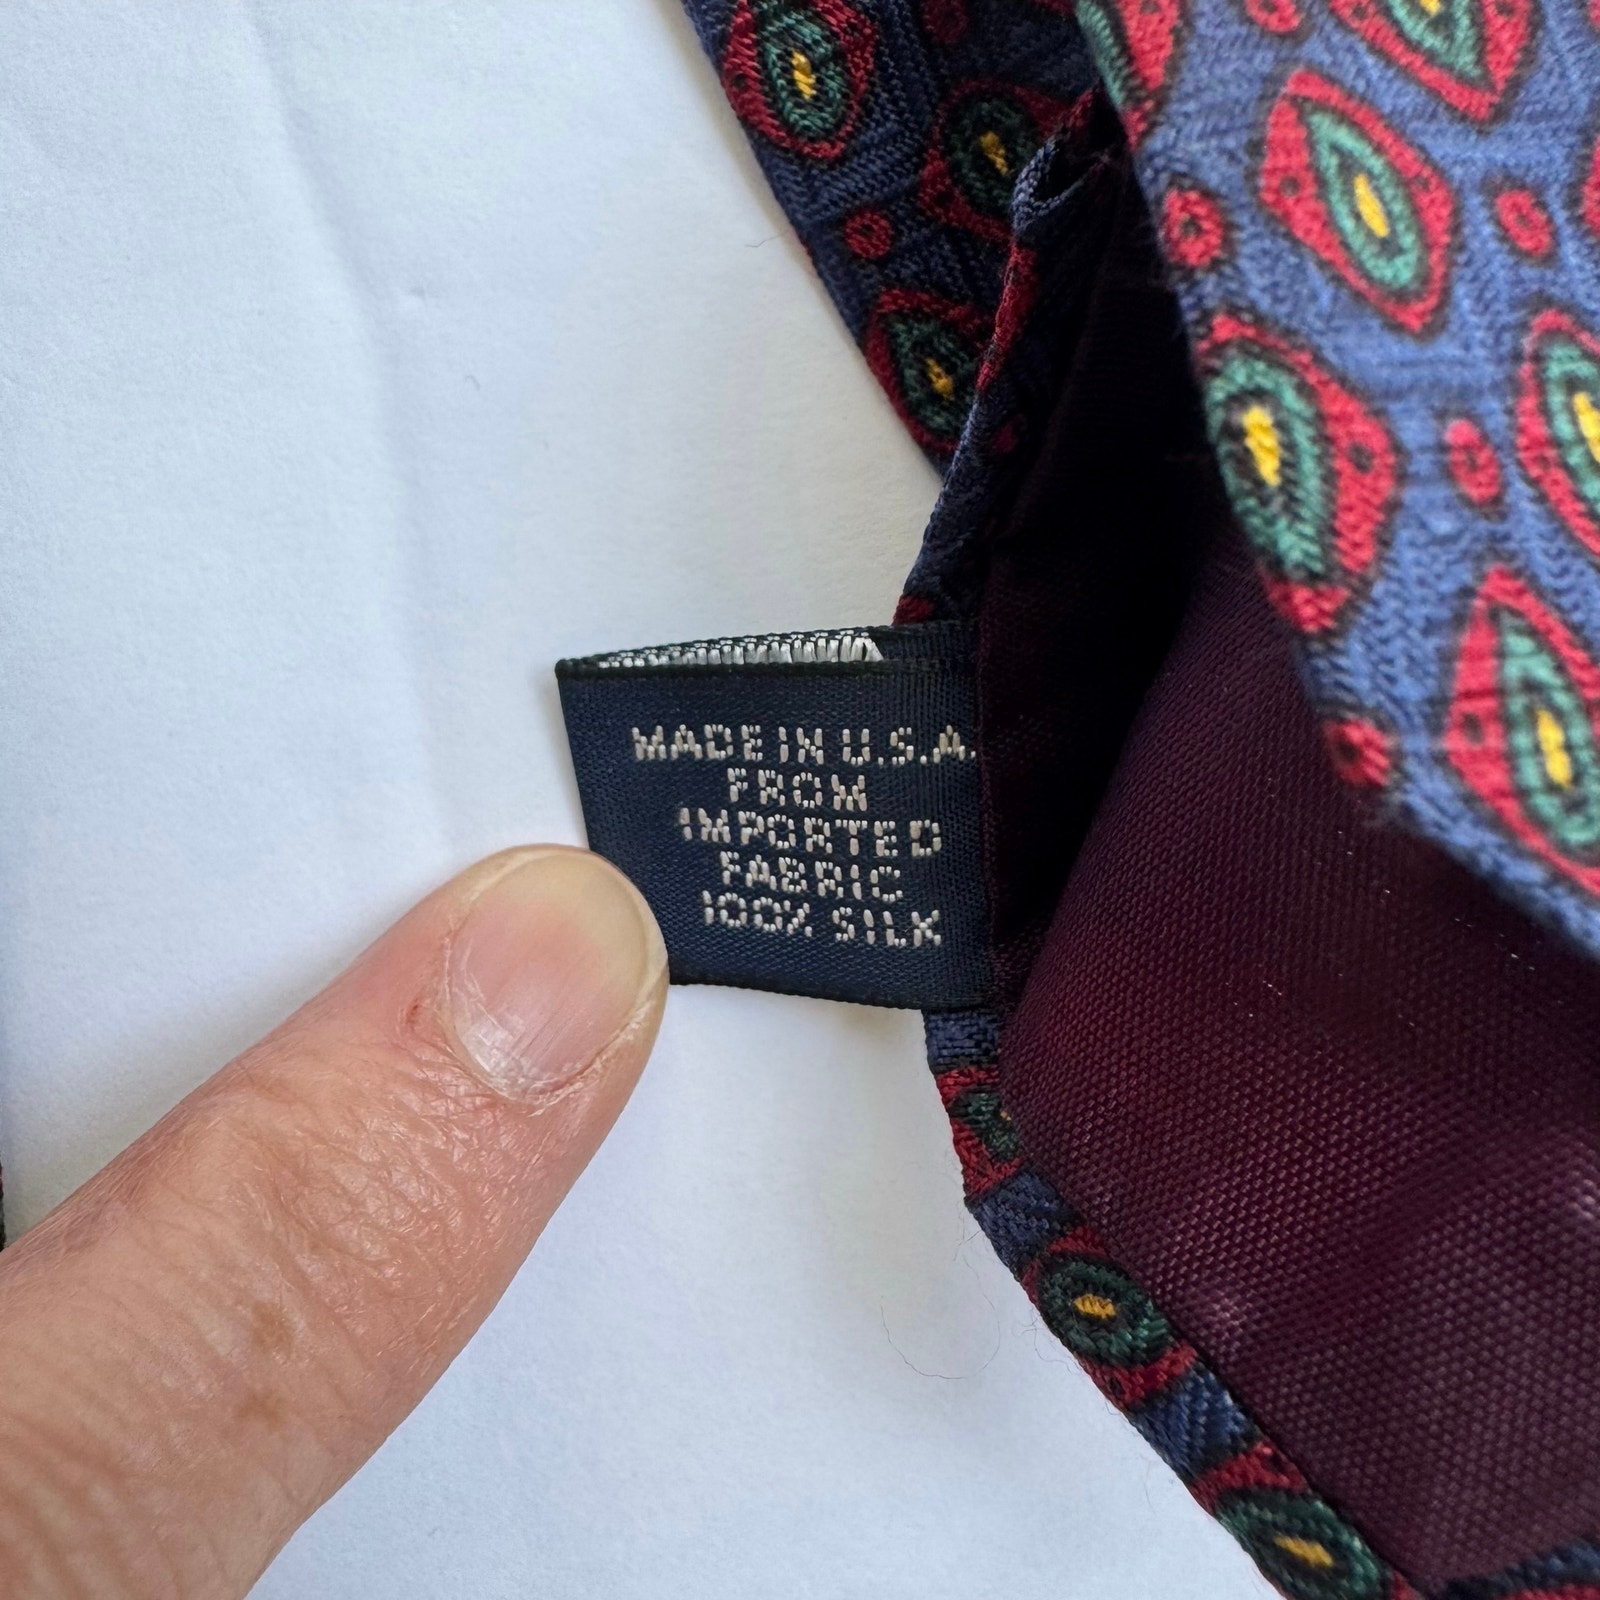 MADE IN U.S.A.
FROM
IMPORTED
FABRIC
100% SILK